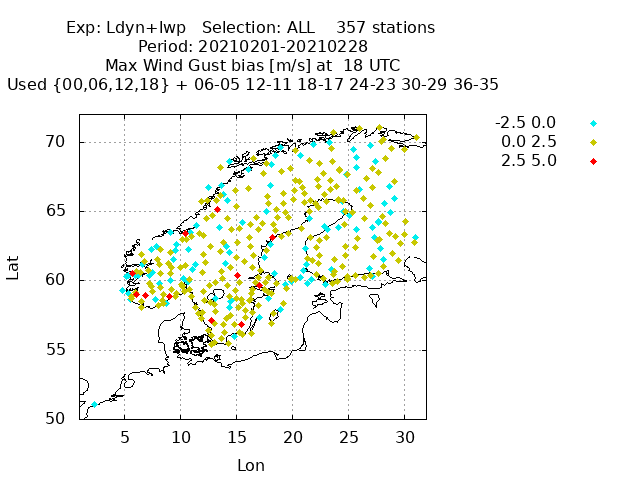 Exp: Ldyn+lwp   Selection: ALL    357 stations
Period: 20210201-20210228
Max Wind Gust bias [m/s] at  18 UTC
Used {00,06,12,18} + 06-05 12-11 18-17 24-23 30-29 36-35
-2.5 0.0
0.0 2.5
2.5 5.0
70
65
60
55
50
Lat
5 10 15 20 25 30
Lon